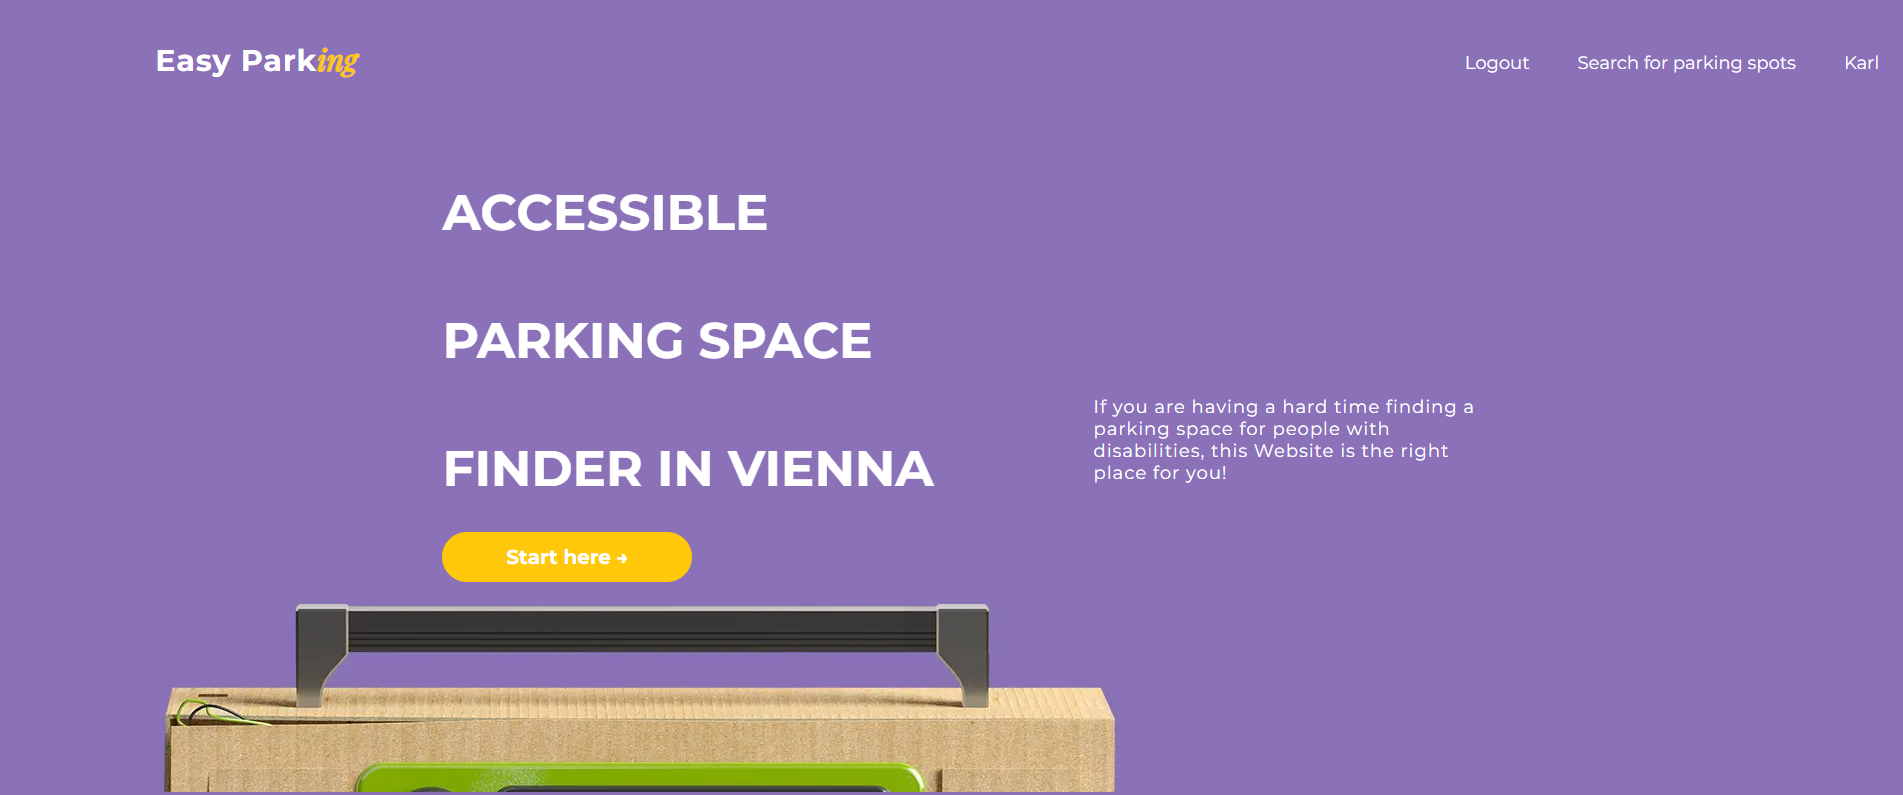 Easy Parking
Logout
Search for parking spots
Karl
ACCESSIBLE
PARKING SPACE
FINDER IN VIENNA
If you are having a hard time finding a
parking space for people with
disabilities, this Website is the right
place for you!
Start here →